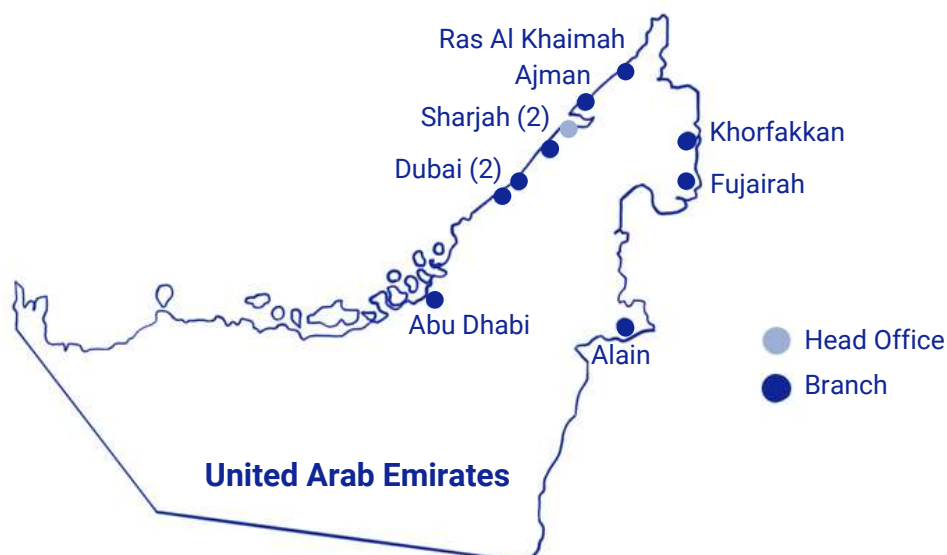 Ras Al Khaimah
Ajman
Sharjah (2)
Khorfakkan
Dubai (2)
Fujairah
Abu Dhabi
Alain
Head Office
Branch
United Arab Emirates